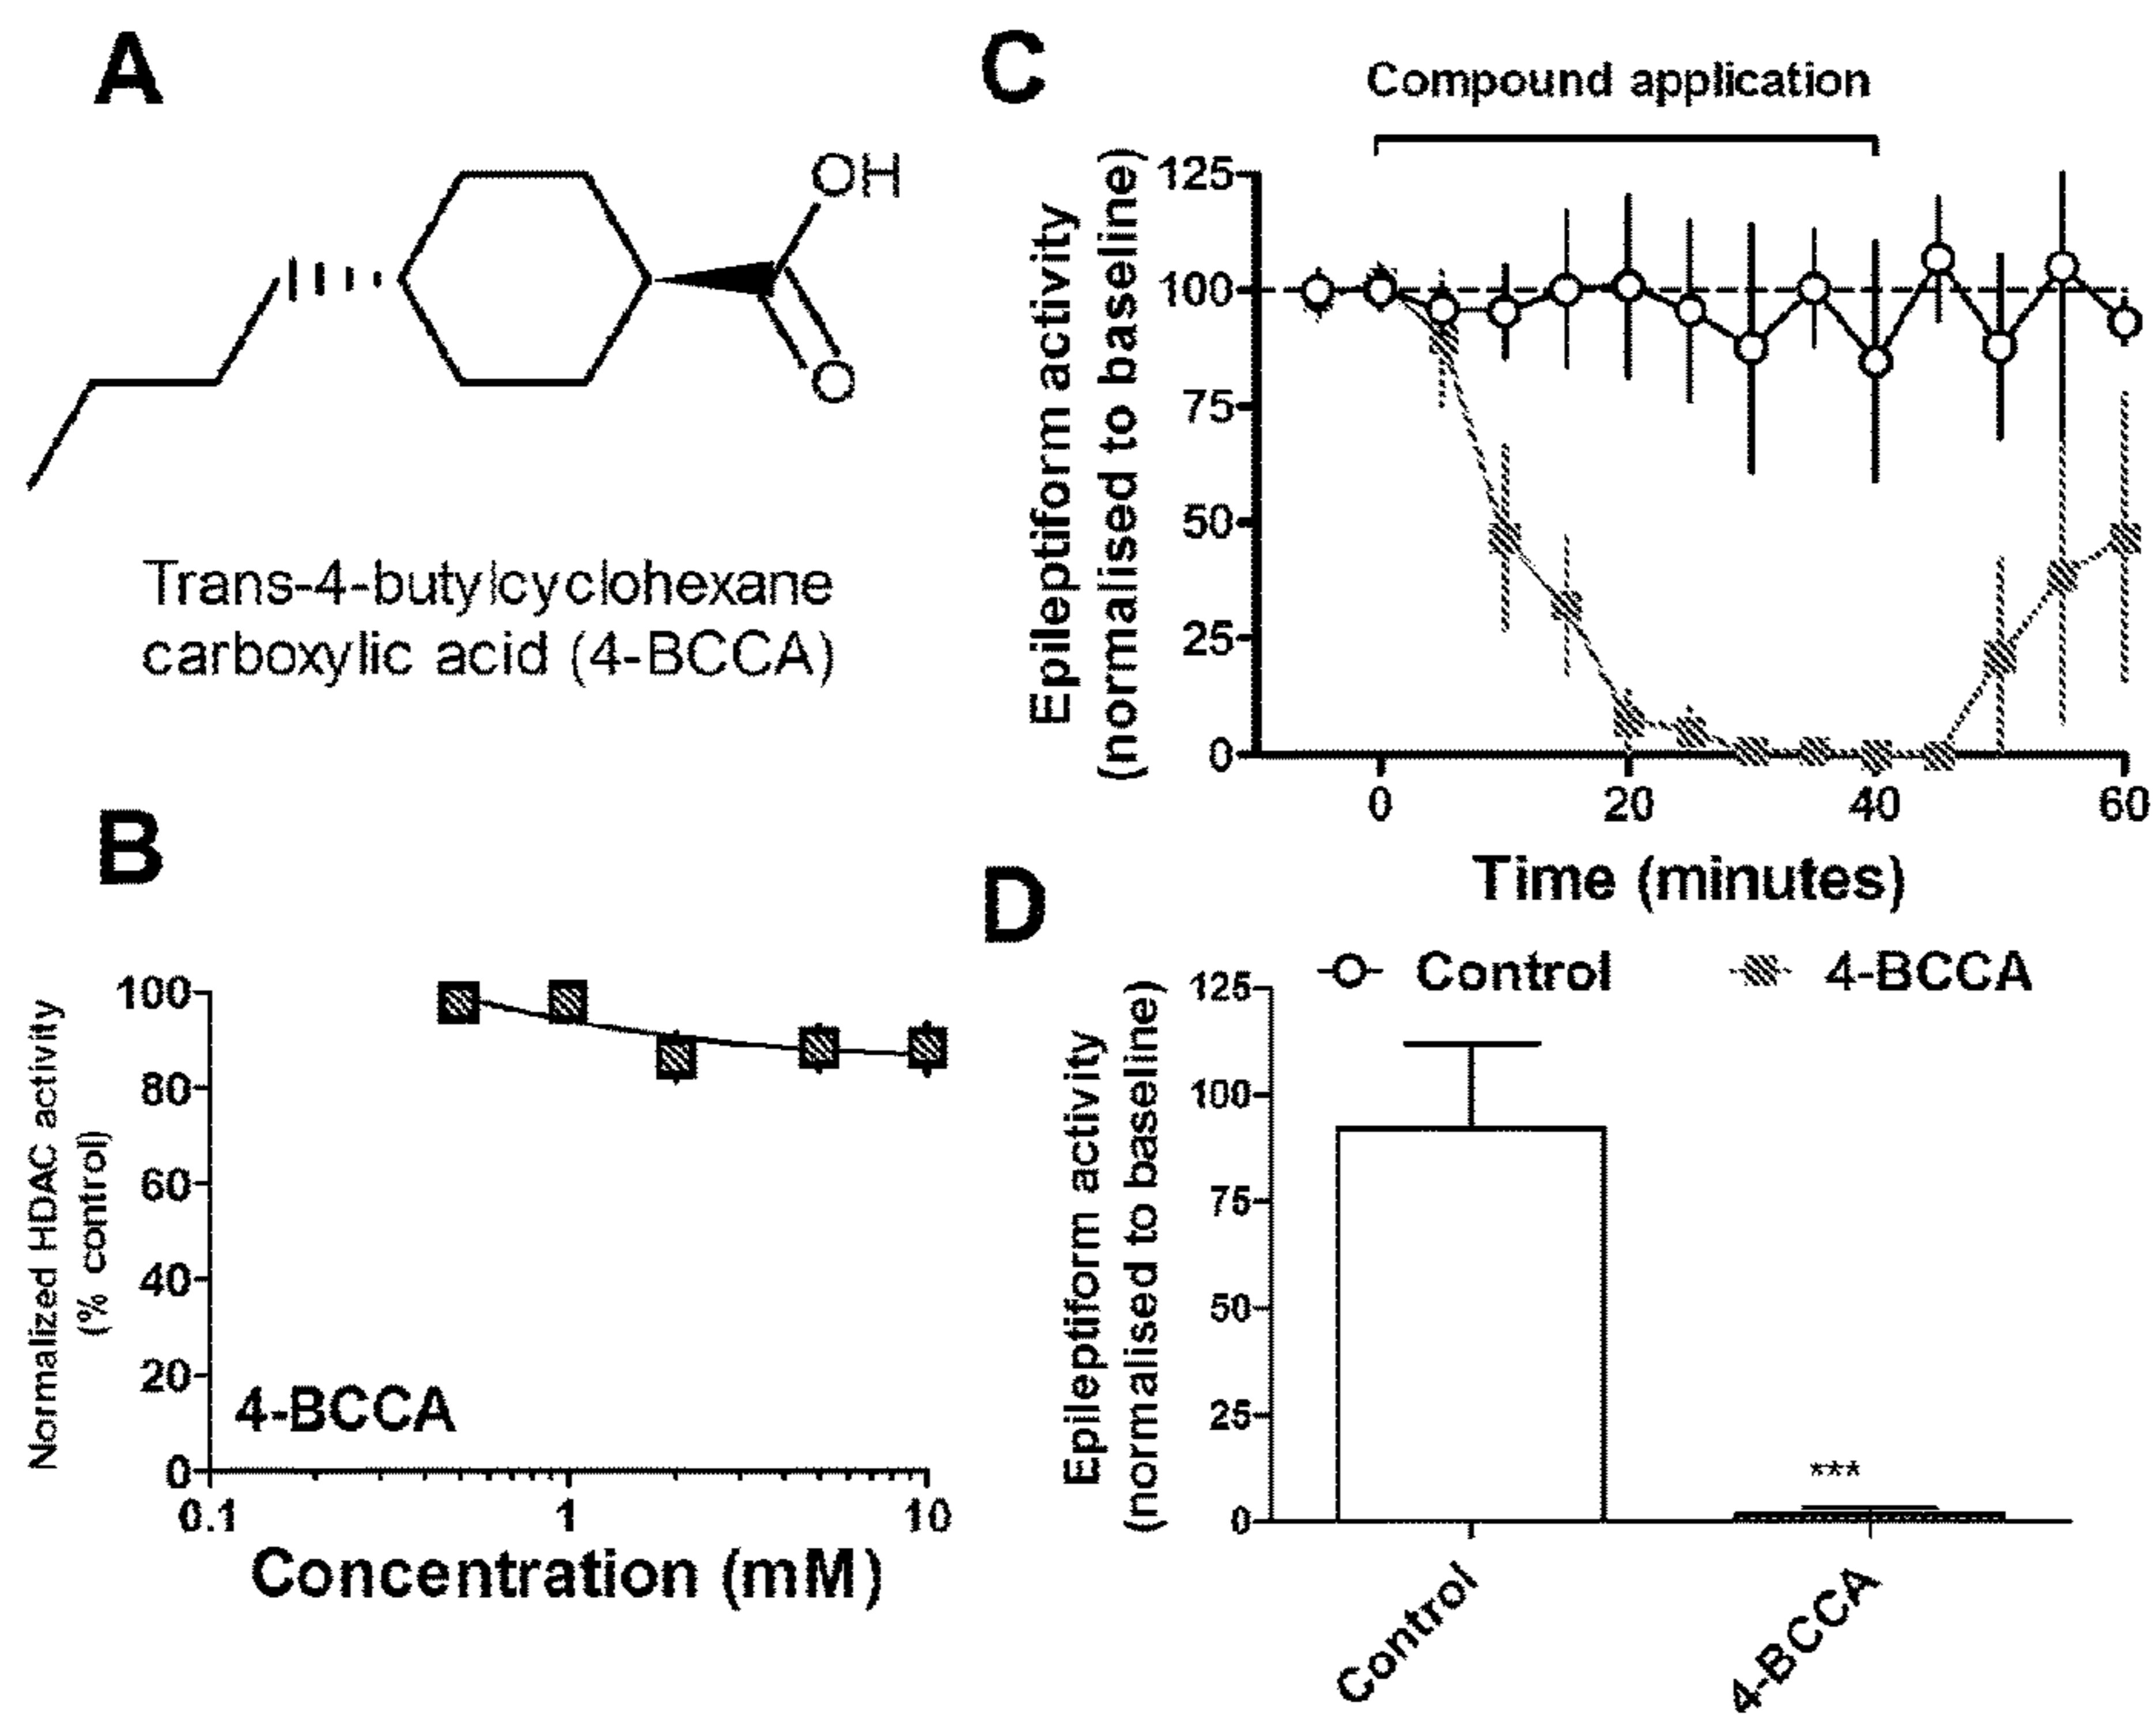 A
OH
O
Trans-4-butylcyclohexane
carboxylic acid (4-BCCA)
B
Normalized HDAC activity
(% control)
100
80
60
40
20
0
4-BCCA
0.1
1
10
Concentration (mM)
C
Compound application
Epileptiform activity
(normalised to baseline)
125
100
75
50
25
0
0
20
40
60
Time (minutes)
Control
4-BCCA
D
Epileptiform activity
(normalised to baseline)
125
100
75
50
25
0
***
Control
4-BCCA